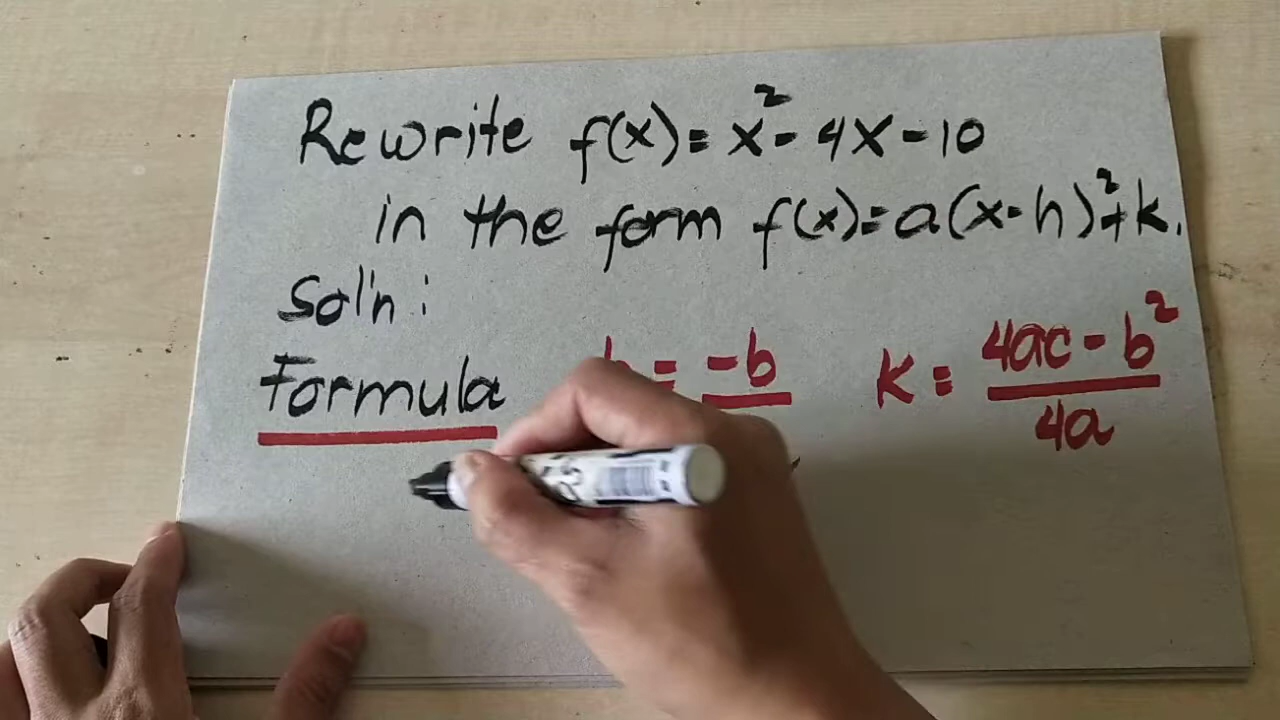 Rewrite f(x) = x² - 4x - 10
in the form f(x) = a(x-h)² + k.
Sol'n :
Formula h = -b k = 4ac - b²
4a